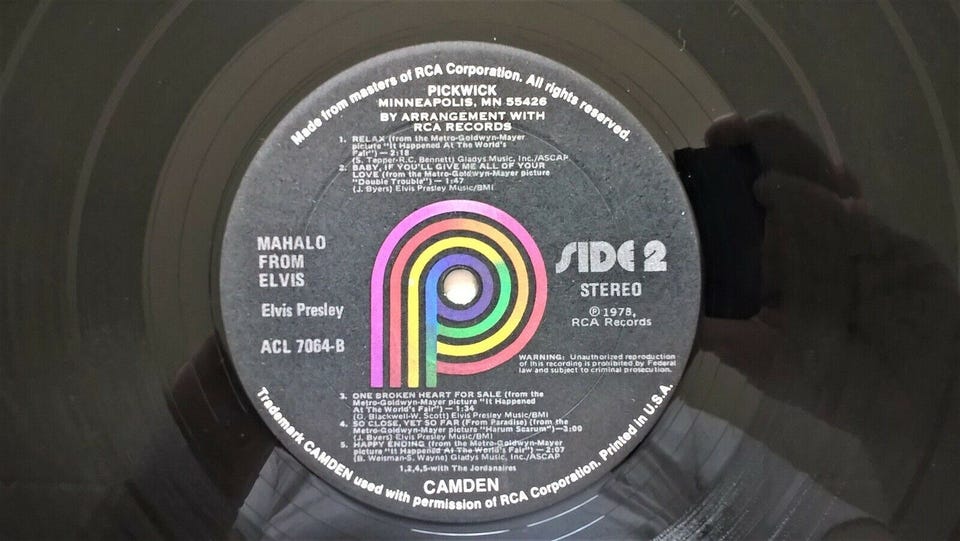 Made from masters of RCA Corporation. All rights reserved.
PICKWICK
MINNEAPOLIS, MN 55426
BY ARRANGEMENT WITH
RCA RECORDS
1. RELAX (from the Metro-Goldwyn-Mayer
picture "It Happened At The World's
Fair") — 2:18
(S. Tepper-R.C. Bennett) Gladys Music, Inc./ASCAP
2. BABY, IF YOU'LL GIVE ME ALL OF YOUR
LOVE (from the Metro-Goldwyn-Mayer picture
"Double Trouble") — 1:47
(J. Byers) Elvis Presley Music/BMI
MAHALO
FROM
ELVIS
Elvis Presley
ACL 7064-B
SIDE 2
STEREO
℗ 1978,
RCA Records
WARNING: Unauthorized reproduction
of this recording is prohibited by Federal
law and subject to criminal prosecution.
3. ONE BROKEN HEART FOR SALE (from the
Metro-Goldwyn-Mayer picture "It Happened
At The World's Fair") — 1:34
(O. Blackwell-W. Scott) Elvis Presley Music/BMI
4. SO CLOSE, YET SO FAR (From Paradise) (from the
Metro-Goldwyn-Mayer picture "Harum Scarum")—3:00
(J. Byers) Elvis Presley Music/BMI
5. HAPPY ENDING (from the Metro-Goldwyn-Mayer
picture "It Happened At The World's Fair") — 2:07
(B. Weisman-S. Wayne) Gladys Music, Inc./ASCAP
1,2,4,5-with The Jordanaires
CAMDEN
Trademark CAMDEN used with permission of RCA Corporation. Printed in U.S.A.